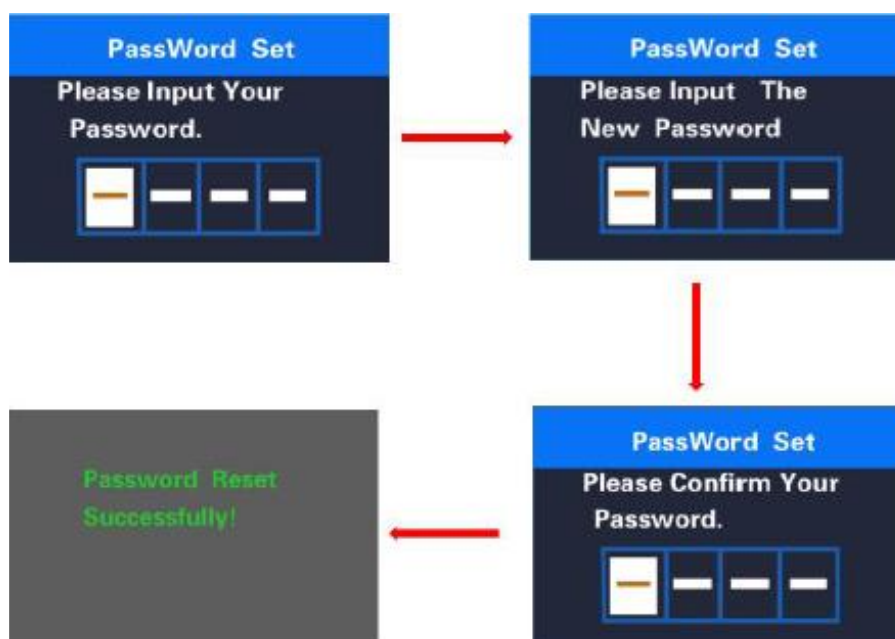 PassWord Set
Please Input Your
Password.
PassWord Set
Please Input The
New Password
PassWord Set
Please Confirm Your
Password.
Password Reset
Successfully!